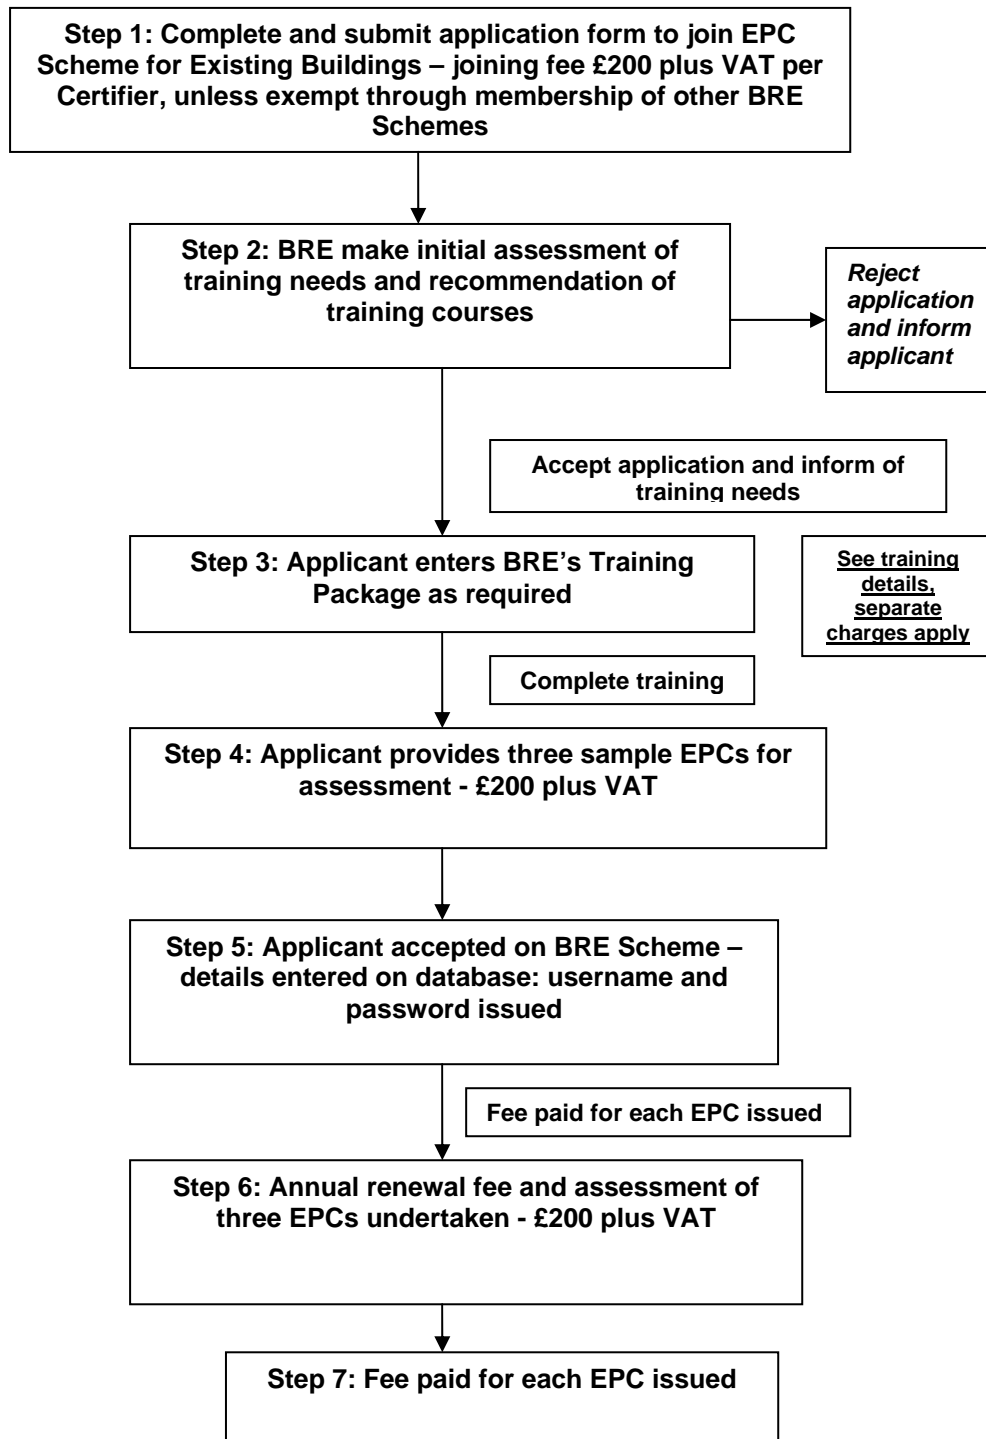 Step 1: Complete and submit application form to join EPC
Scheme for Existing Buildings – joining fee £200 plus VAT per
Certifier, unless exempt through membership of other BRE
Schemes
Step 2: BRE make initial assessment of
training needs and recommendation of
training courses
Reject
application
and inform
applicant
Accept application and inform of
training needs
Step 3: Applicant enters BRE’s Training
Package as required
See training
details,
separate
charges apply
Complete training
Step 4: Applicant provides three sample EPCs for
assessment - £200 plus VAT
Step 5: Applicant accepted on BRE Scheme –
details entered on database: username and
password issued
Fee paid for each EPC issued
Step 6: Annual renewal fee and assessment of
three EPCs undertaken - £200 plus VAT
Step 7: Fee paid for each EPC issued